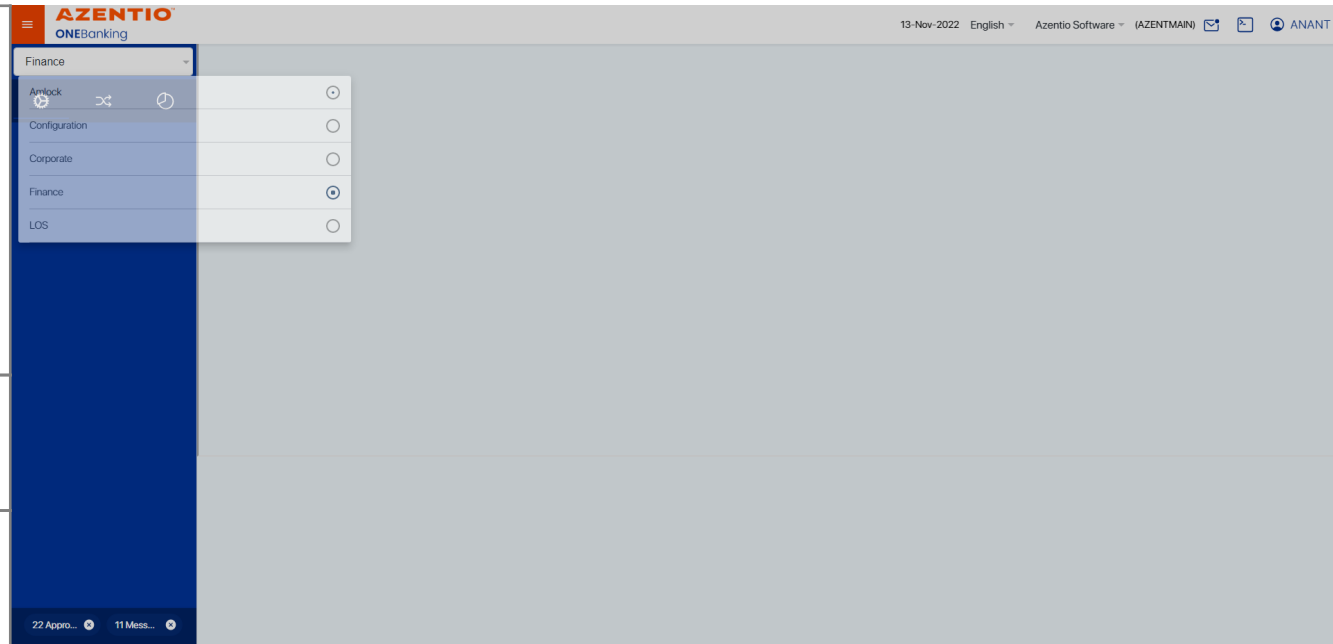 AZENTIO™
ONEBanking
13-Nov-2022 English Azentio Software (AZENTMAIN) ANANT
Finance
Amlock
Configuration
Corporate
Finance
LOS
22 Appro... 11 Mess...